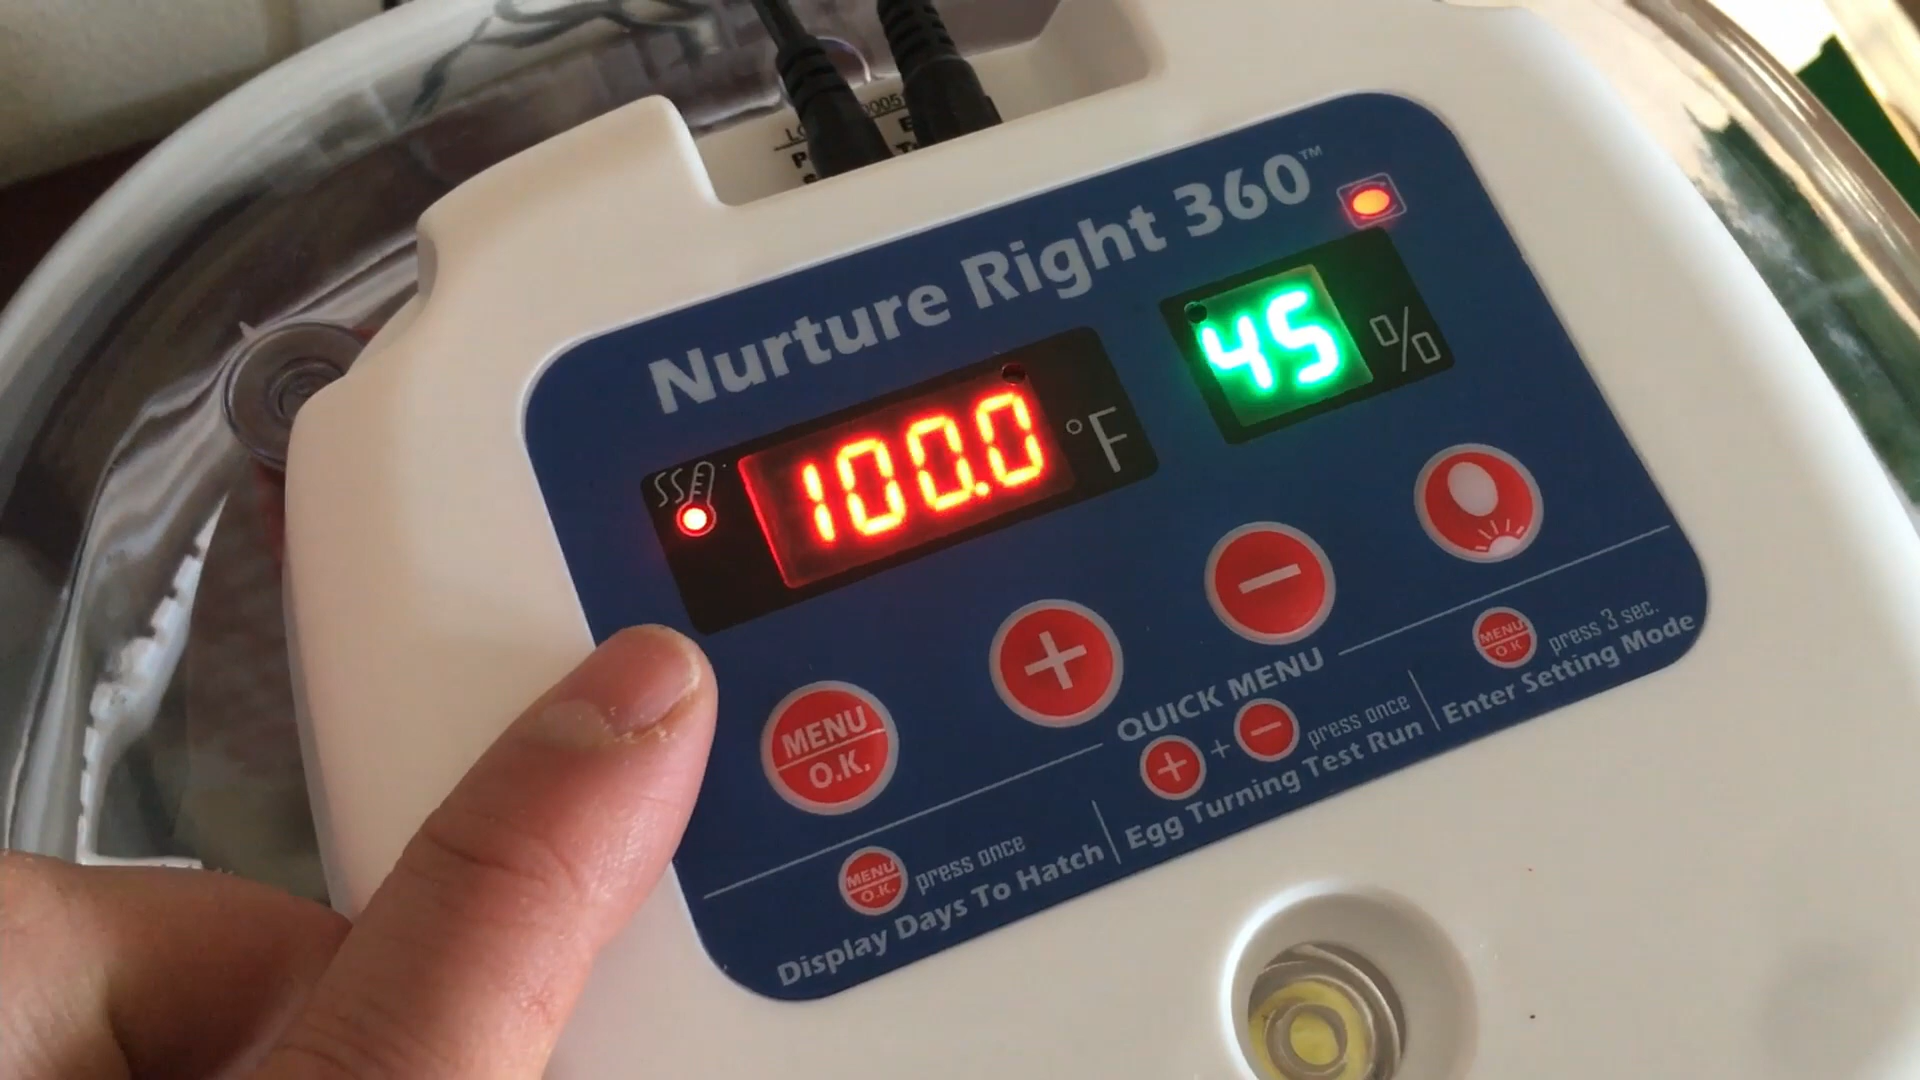 Nurture Right 360™
45 %
100.0 °F
MENU
O.K.
QUICK MENU
MENU
O.K. press once
Display Days To Hatch
+ + − press once
Egg Turning Test Run
MENU
O.K press 3 sec.
Enter Setting Mode